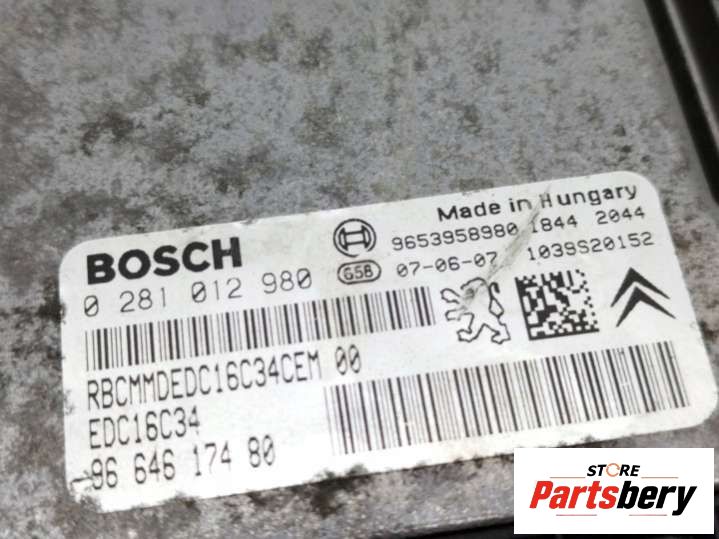 Made in Hungary
BOSCH
9653958980 1844 2044
0 281 012 980
G58
07-06-07
1039S20152
RBCMMDEDC16C34CEM 00
EDC16C34
96 646 174 80
STORE
Partsbery